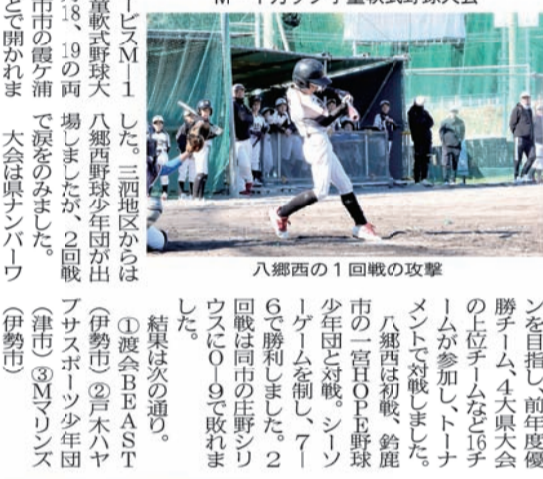 ービスM―1
童軟式野球大
18、19の両
市市の霞ケ浦
とで開かれま
した。三泗地区からは
八郷西野球少年団が出
場しましたが、2回戦
で涙をのみました。
大会は県ナンバーワ
八郷西の1回戦の攻撃
ンを目指し、前年度優
勝チーム、4大県大会
の上位チームなど16チ
ームが参加し、トーナ
メントで対戦しました。
八郷西は初戦、鈴鹿
市の一宮HOPE野球
少年団と対戦。シーソ
ーゲームを制し、7―
6で勝利しました。2
回戦は同市の庄野シリ
ウスに0―9で敗れま
した。
結果は次の通り。
①渡会BEAST
（伊勢市）②戸木ハヤ
ブサスポーツ少年団
（津市）③Mマリンズ
（伊勢市）